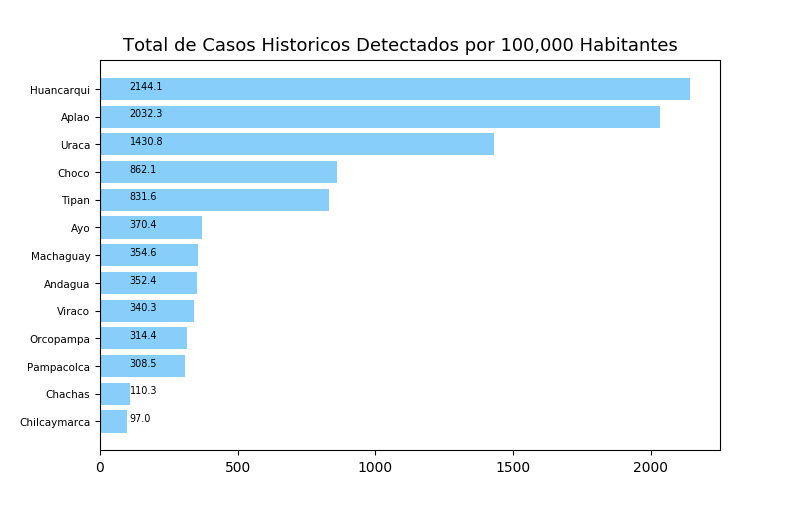 Total de Casos Historicos Detectados por 100,000 Habitantes
Huancarqui 2144.1
Aplao 2032.3
Uraca 1430.8
Choco 862.1
Tipan 831.6
Ayo 370.4
Machaguay 354.6
Andagua 352.4
Viraco 340.3
Orcopampa 314.4
Pampacolca 308.5
Chachas 110.3
Chilcaymarca 97.0
0 500 1000 1500 2000